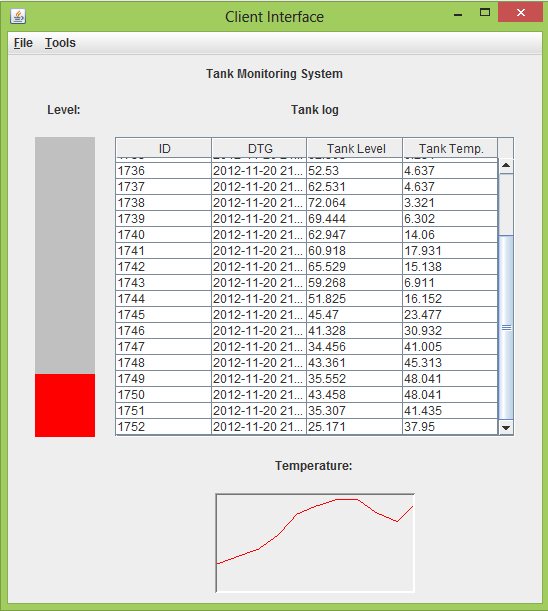 Client Interface
File Tools
Tank Monitoring System
Level: Tank log
ID DTG Tank Level Tank Temp.
1736 2012-11-20 21... 52.53 4.637
1737 2012-11-20 21... 62.531 4.637
1738 2012-11-20 21... 72.064 3.321
1739 2012-11-20 21... 69.444 6.302
1740 2012-11-20 21... 62.947 14.06
1741 2012-11-20 21... 60.918 17.931
1742 2012-11-20 21... 65.529 15.138
1743 2012-11-20 21... 59.268 6.911
1744 2012-11-20 21... 51.825 16.152
1745 2012-11-20 21... 45.47 23.477
1746 2012-11-20 21... 41.328 30.932
1747 2012-11-20 21... 34.456 41.005
1748 2012-11-20 21... 43.361 45.313
1749 2012-11-20 21... 35.552 48.041
1750 2012-11-20 21... 43.458 48.041
1751 2012-11-20 21... 35.307 41.435
1752 2012-11-20 21... 25.171 37.95
Temperature: